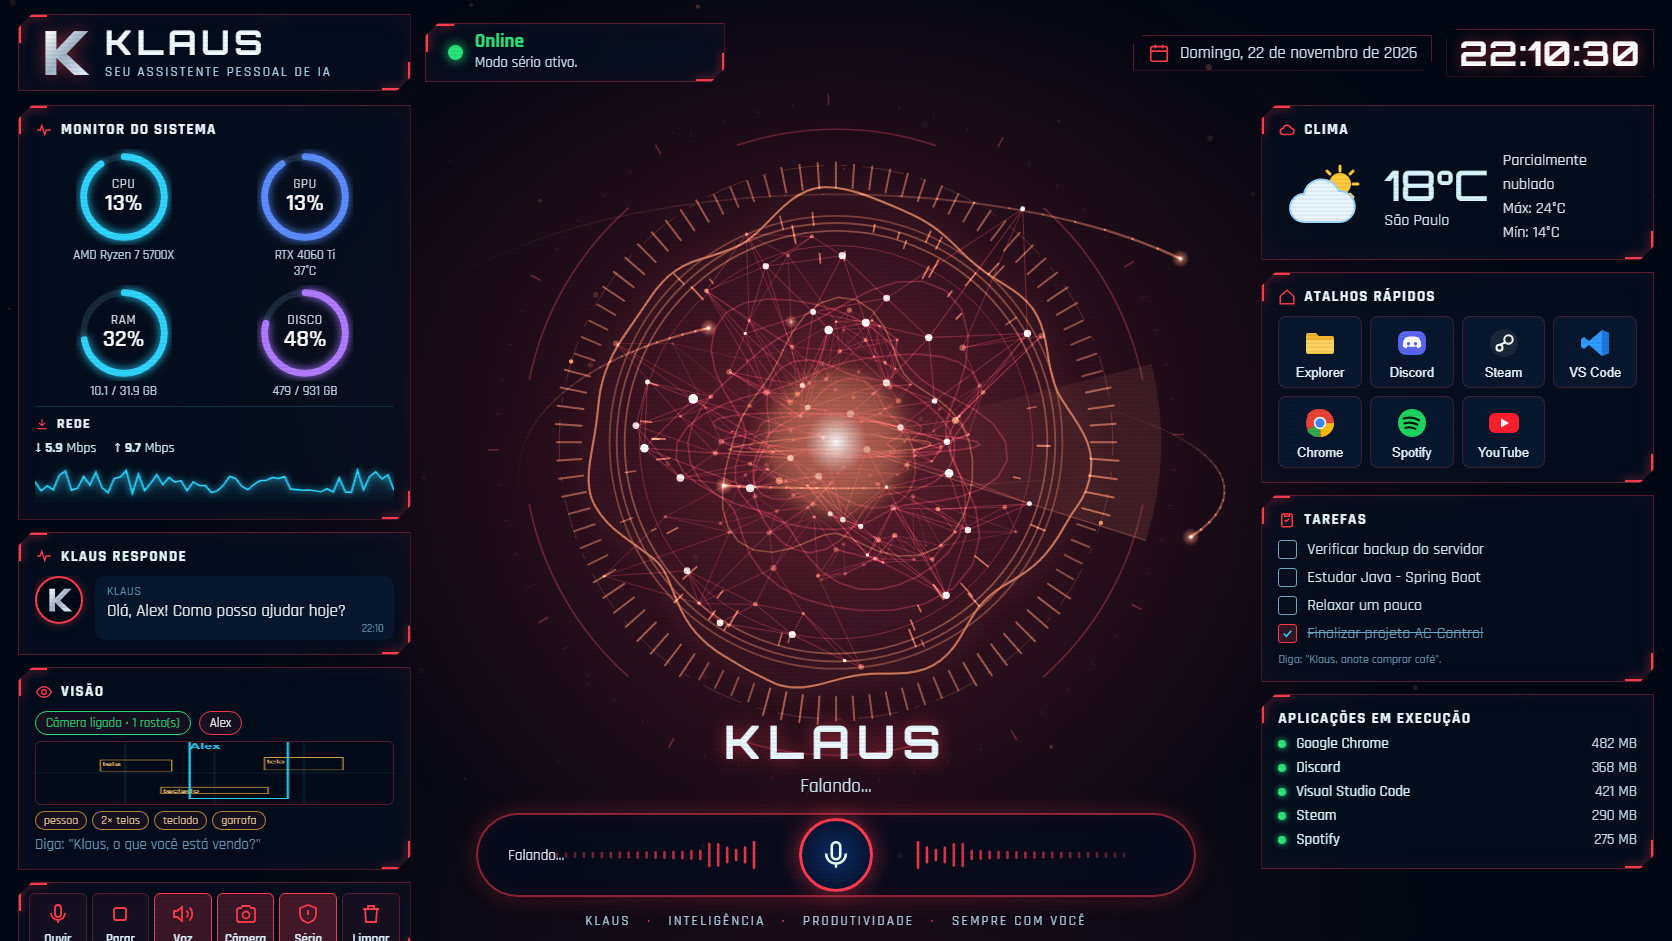 KLAUS
SEU ASSISTENTE PESSOAL DE IA
Online
Modo sério ativo.
Domingo, 22 de novembro de 2026
22:10:30
MONITOR DO SISTEMA
CPU
13%
AMD Ryzen 7 5700X
GPU
13%
RTX 4060 Ti
37°C
RAM
32%
10.1 / 31.9 GB
DISCO
48%
479 / 931 GB
REDE
↓ 5.9 Mbps ↑ 9.7 Mbps
KLAUS RESPONDE
K
KLAUS
Olá, Alex! Como posso ajudar hoje?
22:10
VISÃO
Câmera ligada · 1 rosto(s)
Alex
Alex
teclado
pessoa
2× telas
teclado
garrafa
Diga: "Klaus, o que você está vendo?"
Ouvir
Parar
Voz
Câmera
Sério
Limpar
KLAUS
Falando...
Falando...
KLAUS · INTELIGÊNCIA · PRODUTIVIDADE · SEMPRE COM VOCÊ
CLIMA
18°C
São Paulo
Parcialmente
nublado
Máx: 24°C
Mín: 14°C
ATALHOS RÁPIDOS
Explorer
Discord
Steam
VS Code
Chrome
Spotify
YouTube
TAREFAS
Verificar backup do servidor
Estudar Java - Spring Boot
Relaxar um pouco
Finalizar projeto AC Control
Diga: "Klaus, anote comprar café".
APLICAÇÕES EM EXECUÇÃO
Google Chrome 482 MB
Discord 368 MB
Visual Studio Code 421 MB
Steam 290 MB
Spotify 275 MB